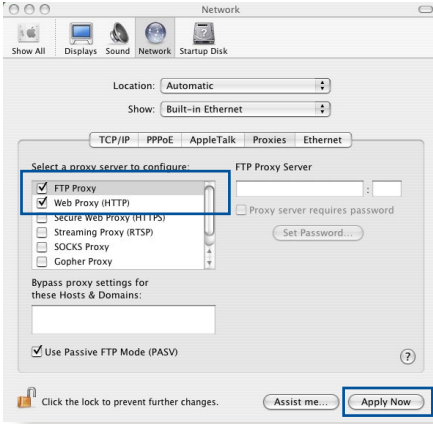 Network
Show All Displays Sound Network Startup Disk
Location: Automatic
Show: Built-in Ethernet
TCP/IP PPPoE AppleTalk Proxies Ethernet
Select a proxy server to configure: FTP Proxy Server
FTP Proxy
Web Proxy (HTTP) :
Secure Web Proxy (HTTPS) Proxy server requires password
Streaming Proxy (RTSP) Set Password...
SOCKS Proxy
Gopher Proxy
Bypass proxy settings for
these Hosts & Domains:
Use Passive FTP Mode (PASV) ?
Click the lock to prevent further changes. Assist me... Apply Now